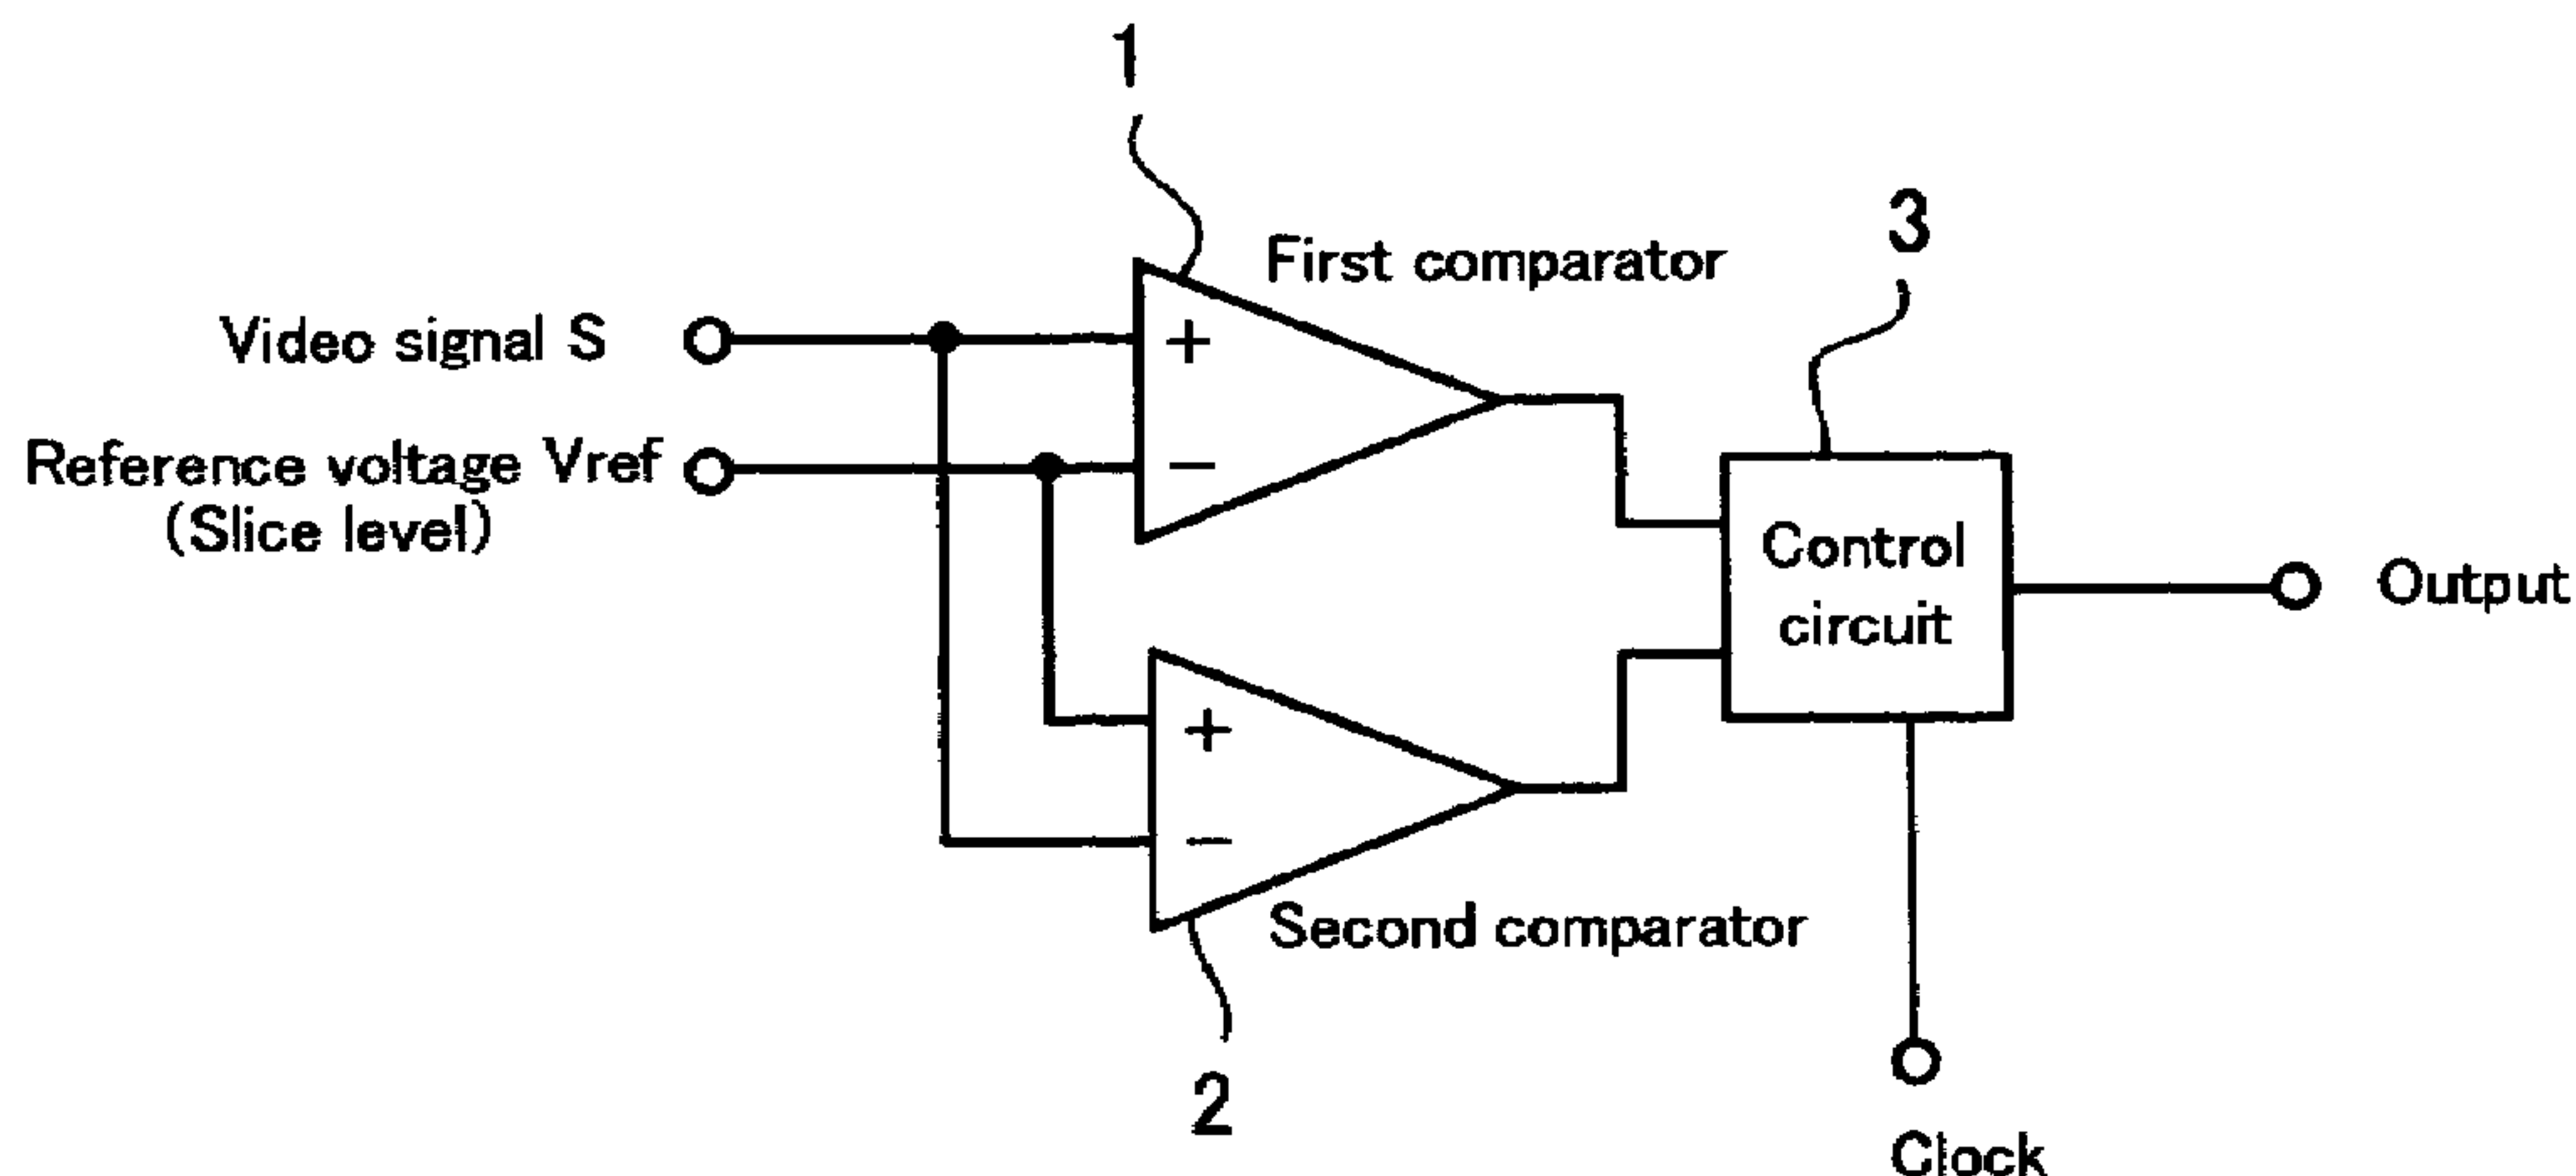 1
First comparator
3
Video signal S
+
Reference voltage Vref
(Slice level)
−
Control
circuit
Output
+
−
Second comparator
2
Clock